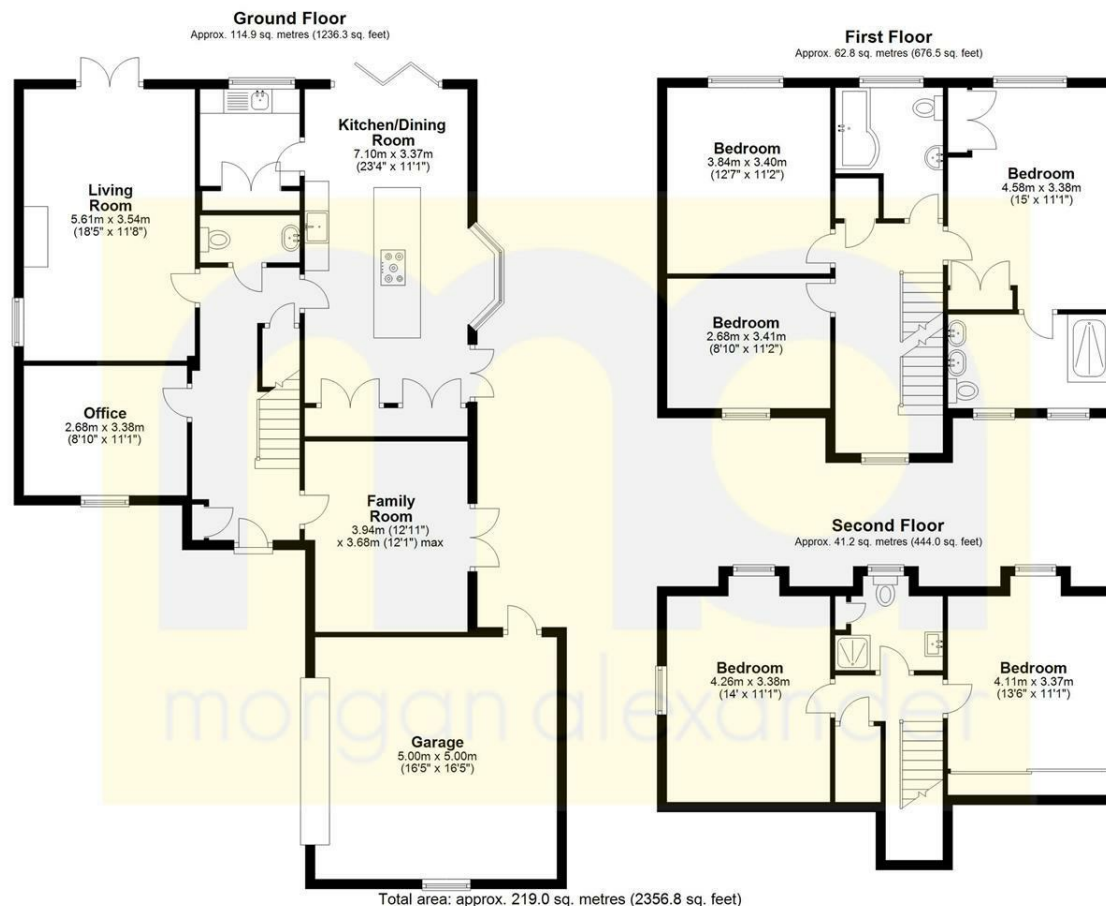 Ground Floor
Approx. 114.9 sq. metres (1236.3 sq. feet)
Living
Room
5.61m x 3.54m
(18'5" x 11'8")
Kitchen/Dining
Room
7.10m x 3.37m
(23'4" x 11'1")
Office
2.68m x 3.38m
(8'10" x 11'1")
Family
Room
3.94m (12'11")
x 3.68m (12'1") max
Garage
5.00m x 5.00m
(16'5" x 16'5")
First Floor
Approx. 62.8 sq. metres (676.5 sq. feet)
Bedroom
3.84m x 3.40m
(12'7" x 11'2")
Bedroom
4.58m x 3.38m
(15' x 11'1")
Bedroom
2.68m x 3.41m
(8'10" x 11'2")
Second Floor
Approx. 41.2 sq. metres (444.0 sq. feet)
Bedroom
4.26m x 3.38m
(14' x 11'1")
Bedroom
4.11m x 3.37m
(13'6" x 11'1")
ma
morgan alexander
Total area: approx. 219.0 sq. metres (2356.8 sq. feet)